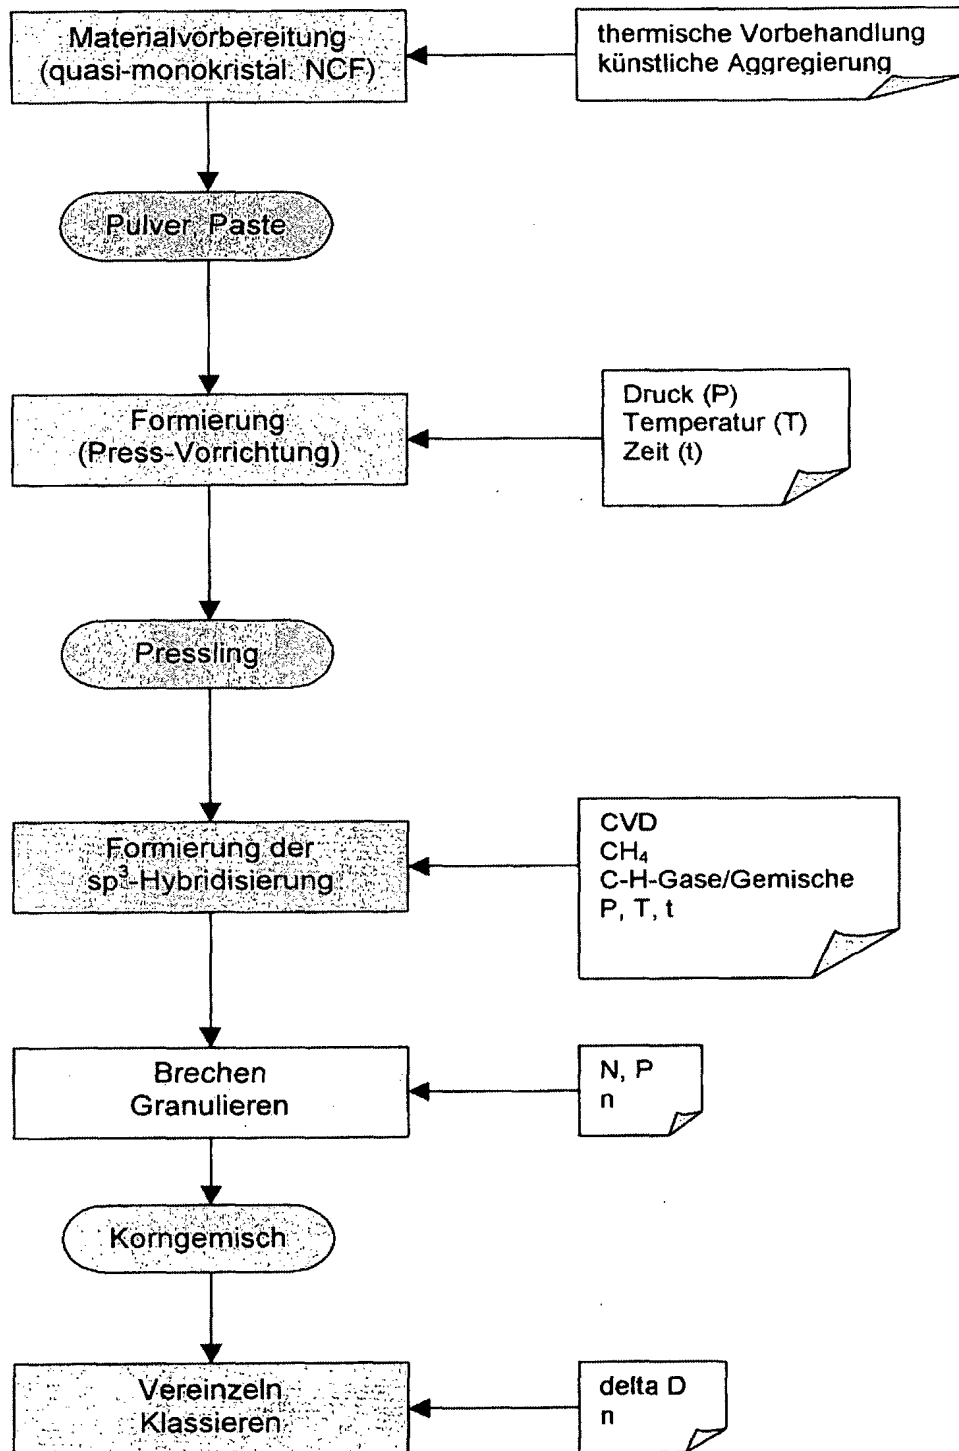 Materialvorbereitung
(quasi-monokristal. NCF)
thermische Vorbehandlung
künstliche Aggregierung
Pulver, Paste
Formierung
(Press-Vorrichtung)
Druck (P)
Temperatur (T)
Zeit (t)
Pressling
Formierung der
sp³-Hybridisierung
CVD
CH₄
C-H-Gase/Gemische
P, T, t
Brechen
Granulieren
N, P
n
Korngemisch
Vereinzeln
Klassieren
delta D
n